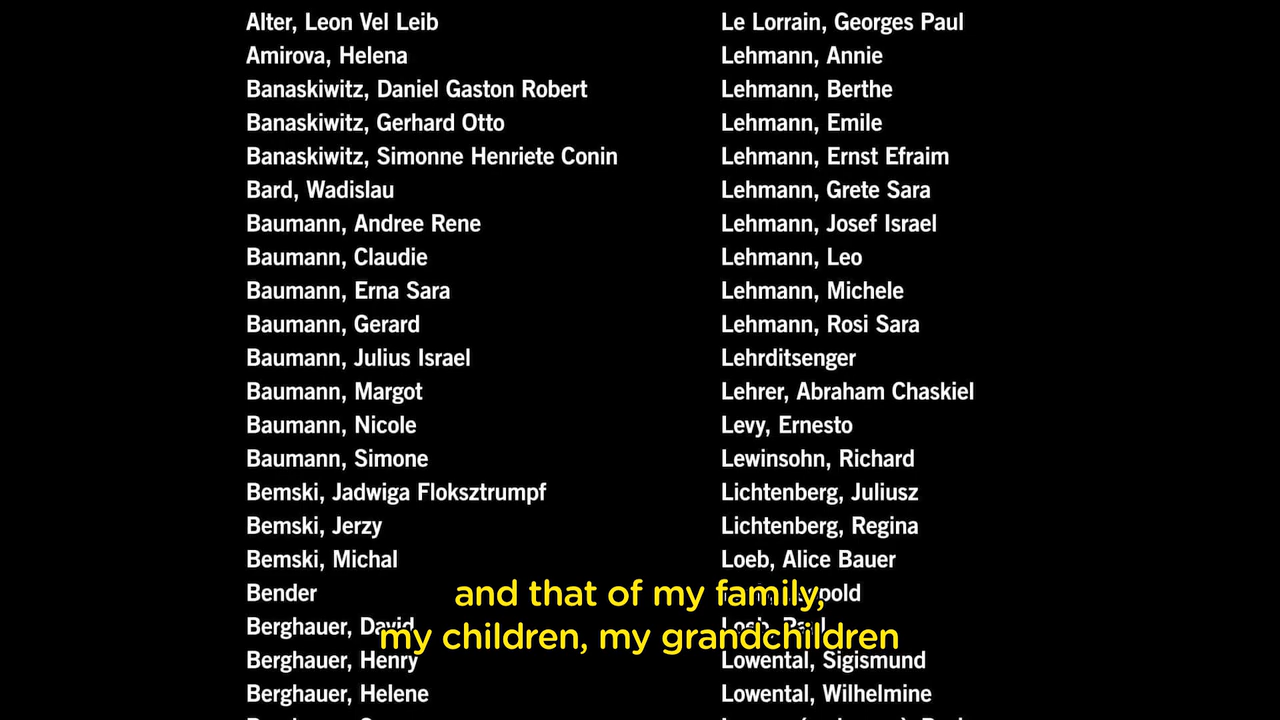 Alter, Leon Vel Leib
Amirova, Helena
Banaskiwitz, Daniel Gaston Robert
Banaskiwitz, Gerhard Otto
Banaskiwitz, Simonne Henriete Conin
Bard, Wadislau
Baumann, Andree Rene
Baumann, Claudie
Baumann, Erna Sara
Baumann, Gerard
Baumann, Julius Israel
Baumann, Margot
Baumann, Nicole
Baumann, Simone
Bemski, Jadwiga Floksztrumpf
Bemski, Jerzy
Bemski, Michal
Bender
Berghauer, David
Berghauer, Henry
Berghauer, Helene
Le Lorrain, Georges Paul
Lehmann, Annie
Lehmann, Berthe
Lehmann, Emile
Lehmann, Ernst Efraim
Lehmann, Grete Sara
Lehmann, Josef Israel
Lehmann, Leo
Lehmann, Michele
Lehmann, Rosi Sara
Lehrditsenger
Lehrer, Abraham Chaskiel
Levy, Ernesto
Lewinsohn, Richard
Lichtenberg, Juliusz
Lichtenberg, Regina
Loeb, Alice Bauer
Lowental, Sigismund
Lowental, Wilhelmine
and that of my family,
my children, my grandchildren